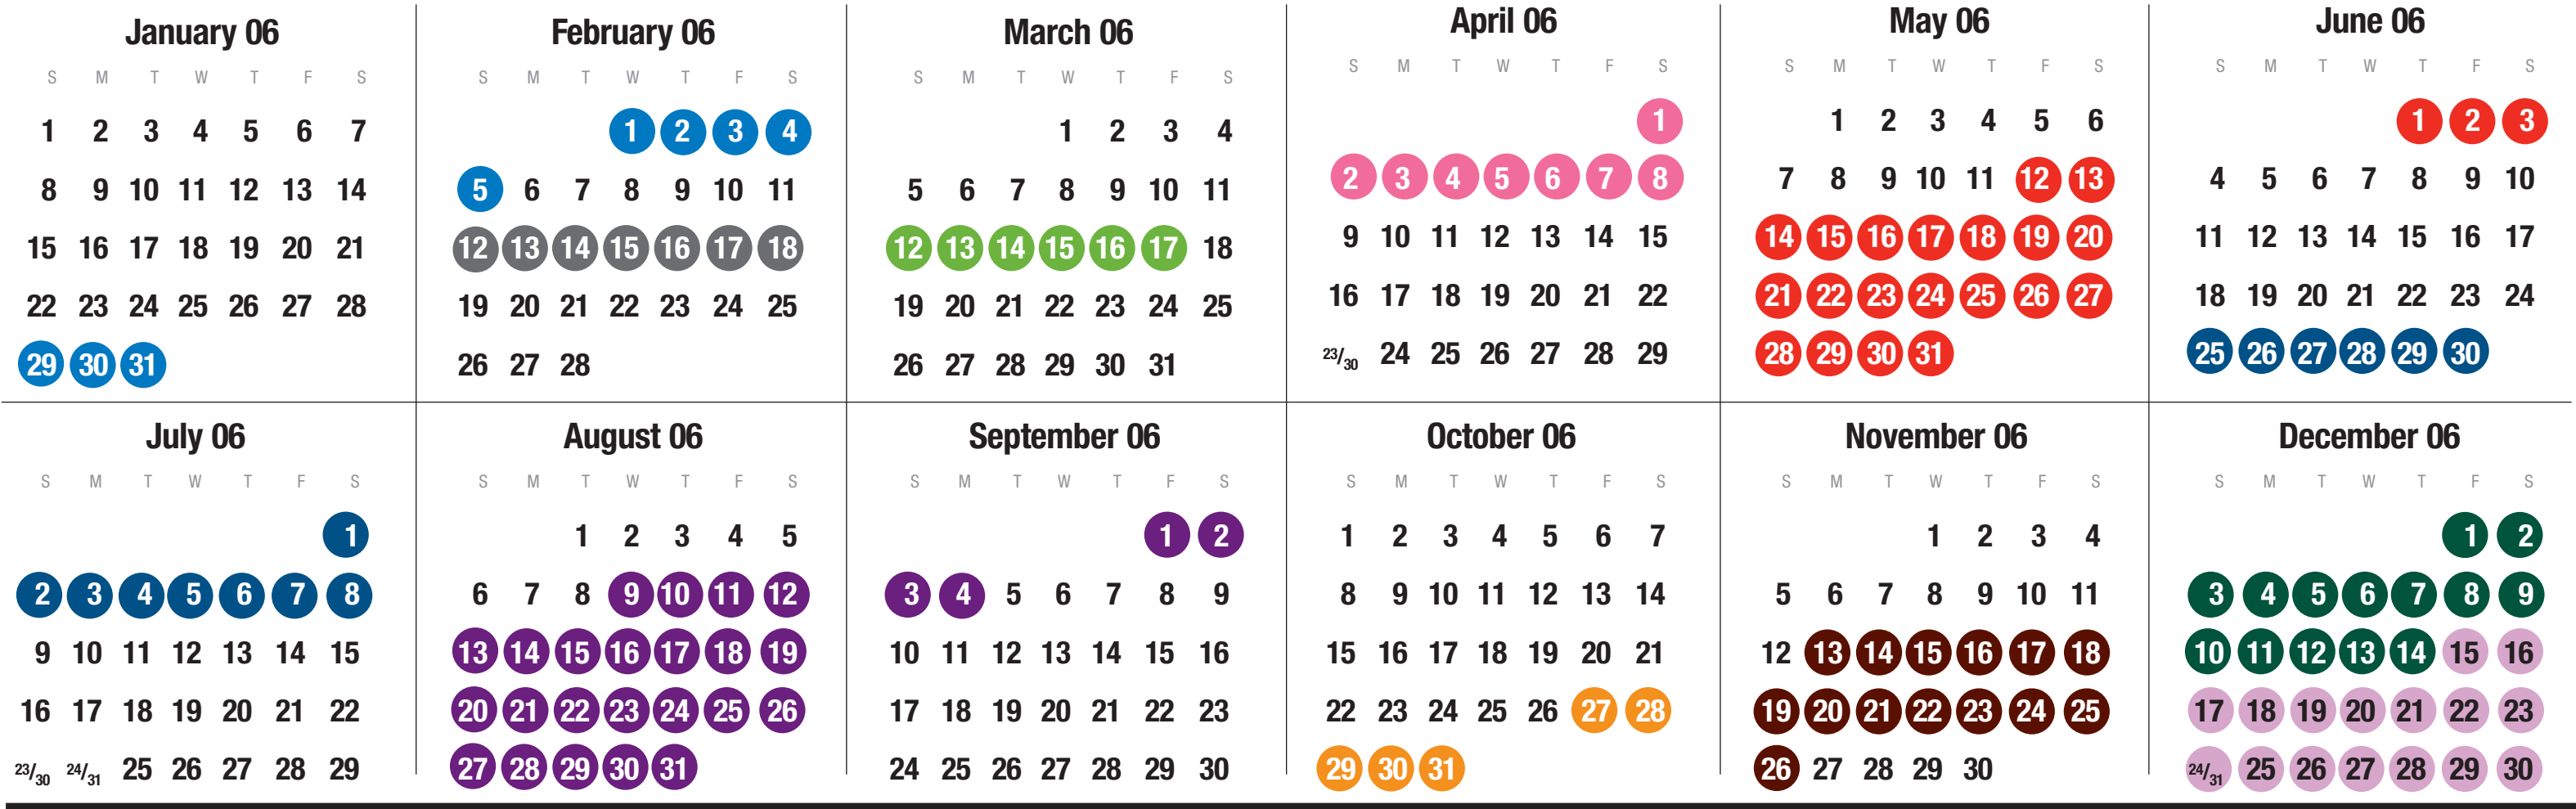 January 06
S M T W T F S
1 2 3 4 5 6 7
8 9 10 11 12 13 14
15 16 17 18 19 20 21
22 23 24 25 26 27 28
29 30 31
February 06
S M T W T F S
1 2 3 4
5 6 7 8 9 10 11
12 13 14 15 16 17 18
19 20 21 22 23 24 25
26 27 28
March 06
S M T W T F S
1 2 3 4
5 6 7 8 9 10 11
12 13 14 15 16 17 18
19 20 21 22 23 24 25
26 27 28 29 30 31
April 06
S M T W T F S
1
2 3 4 5 6 7 8
9 10 11 12 13 14 15
16 17 18 19 20 21 22
23/30 24 25 26 27 28 29
May 06
S M T W T F S
1 2 3 4 5 6
7 8 9 10 11 12 13
14 15 16 17 18 19 20
21 22 23 24 25 26 27
28 29 30 31
June 06
S M T W T F S
1 2 3
4 5 6 7 8 9 10
11 12 13 14 15 16 17
18 19 20 21 22 23 24
25 26 27 28 29 30
July 06
S M T W T F S
1
2 3 4 5 6 7 8
9 10 11 12 13 14 15
16 17 18 19 20 21 22
23/30 24/31 25 26 27 28 29
August 06
S M T W T F S
1 2 3 4 5
6 7 8 9 10 11 12
13 14 15 16 17 18 19
20 21 22 23 24 25 26
27 28 29 30 31
September 06
S M T W T F S
1 2
3 4 5 6 7 8 9
10 11 12 13 14 15 16
17 18 19 20 21 22 23
24 25 26 27 28 29 30
October 06
S M T W T F S
1 2 3 4 5 6 7
8 9 10 11 12 13 14
15 16 17 18 19 20 21
22 23 24 25 26 27 28
29 30 31
November 06
S M T W T F S
1 2 3 4
5 6 7 8 9 10 11
12 13 14 15 16 17 18
19 20 21 22 23 24 25
26 27 28 29 30
December 06
S M T W T F S
1 2
3 4 5 6 7 8 9
10 11 12 13 14 15 16
17 18 19 20 21 22 23
24/31 25 26 27 28 29 30